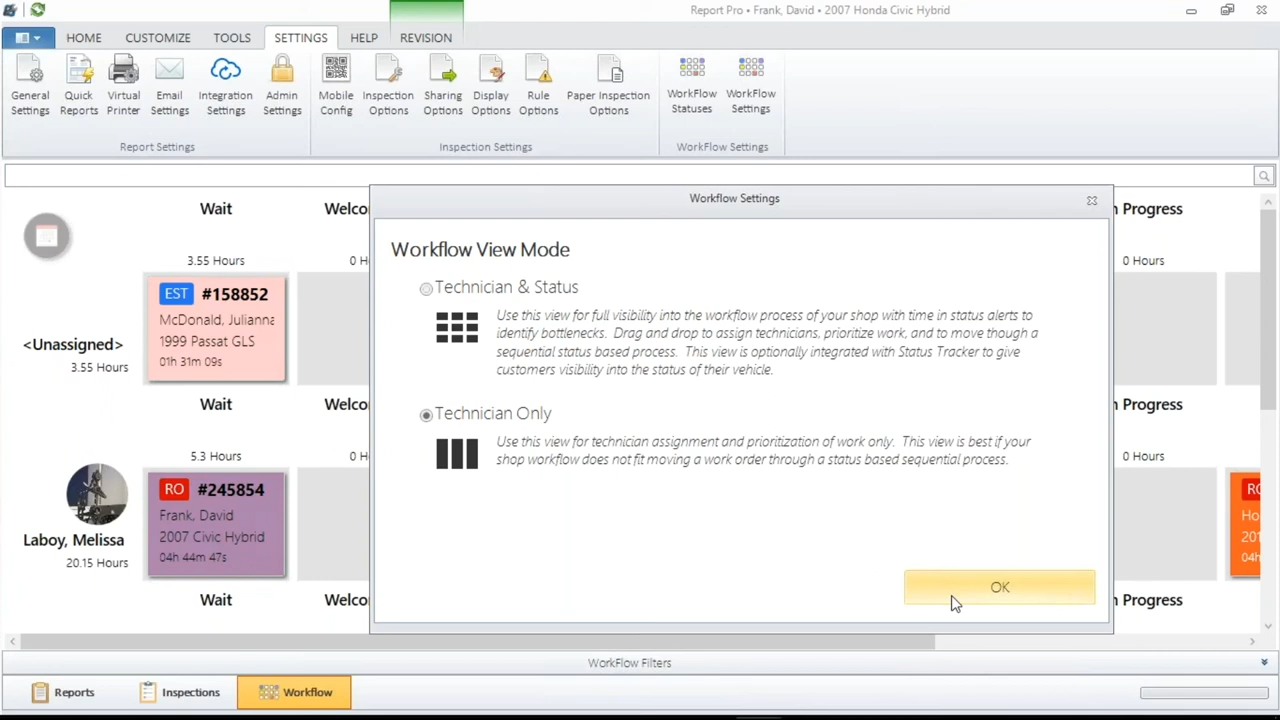 Report Pro • Frank, David • 2007 Honda Civic Hybrid
HOME CUSTOMIZE TOOLS SETTINGS HELP REVISION
General Settings
Quick Reports
Virtual Printer
Email Settings
Integration Settings
Admin Settings
Report Settings
Mobile Config
Inspection Options
Sharing Options
Display Options
Rule Options
Paper Inspection Options
Inspection Settings
WorkFlow Statuses
WorkFlow Settings
WorkFlow Settings
Wait
3.55 Hours
Welco
0 H
Progress
0 Hours
<Unassigned>
3.55 Hours
EST #158852
McDonald, Julianna
1999 Passat GLS
01h 31m 09s
Wait
5.3 Hours
Welco
0 H
Progress
0 Hours
Laboy, Melissa
20.15 Hours
RO #245854
Frank, David
2007 Civic Hybrid
04h 44m 47s
Ho
201
04h
Wait
Welco
Progress
Workflow Settings
Workflow View Mode
Technician & Status
Use this view for full visibility into the workflow process of your shop with time in status alerts to
identify bottlenecks. Drag and drop to assign technicians, prioritize work, and to move though a
sequential status based process. This view is optionally integrated with Status Tracker to give
customers visibility into the status of their vehicle.
Technician Only
Use this view for technician assignment and prioritization of work only. This view is best if your
shop workflow does not fit moving a work order through a status based sequential process.
OK
WorkFlow Filters
Reports Inspections Workflow